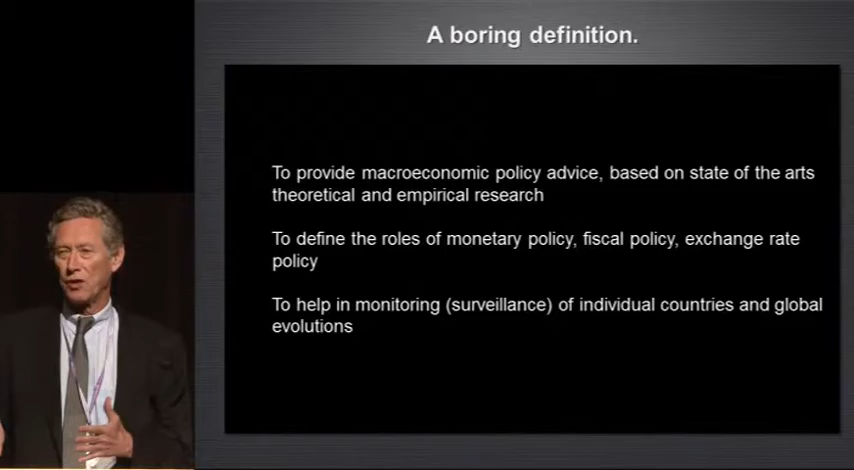 A boring definition.
To provide macroeconomic policy advice, based on state of the arts
theoretical and empirical research
To define the roles of monetary policy, fiscal policy, exchange rate
policy
To help in monitoring (surveillance) of individual countries and global
evolutions